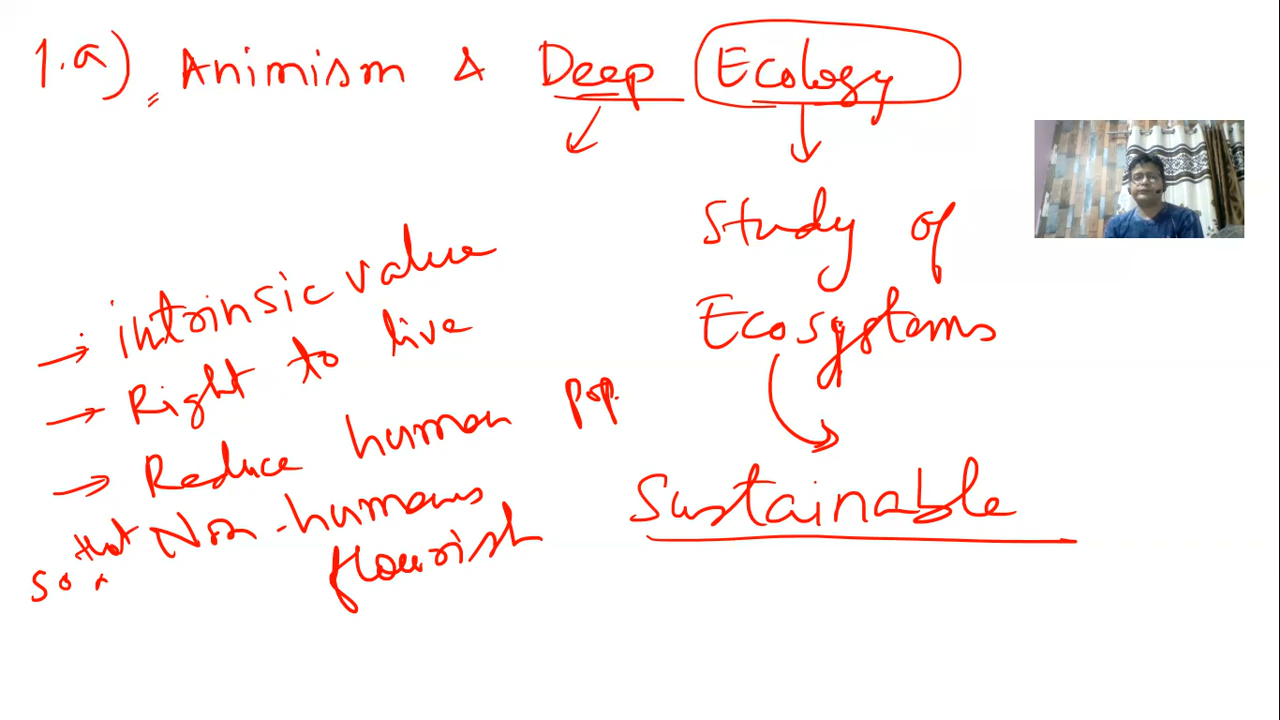 1.a) Animism & Deep Ecology
Study of
Ecosystems
Sustainable
→ intrinsic value
→ Right to live
→ Reduce human pop.
so that Non-humans
flourish